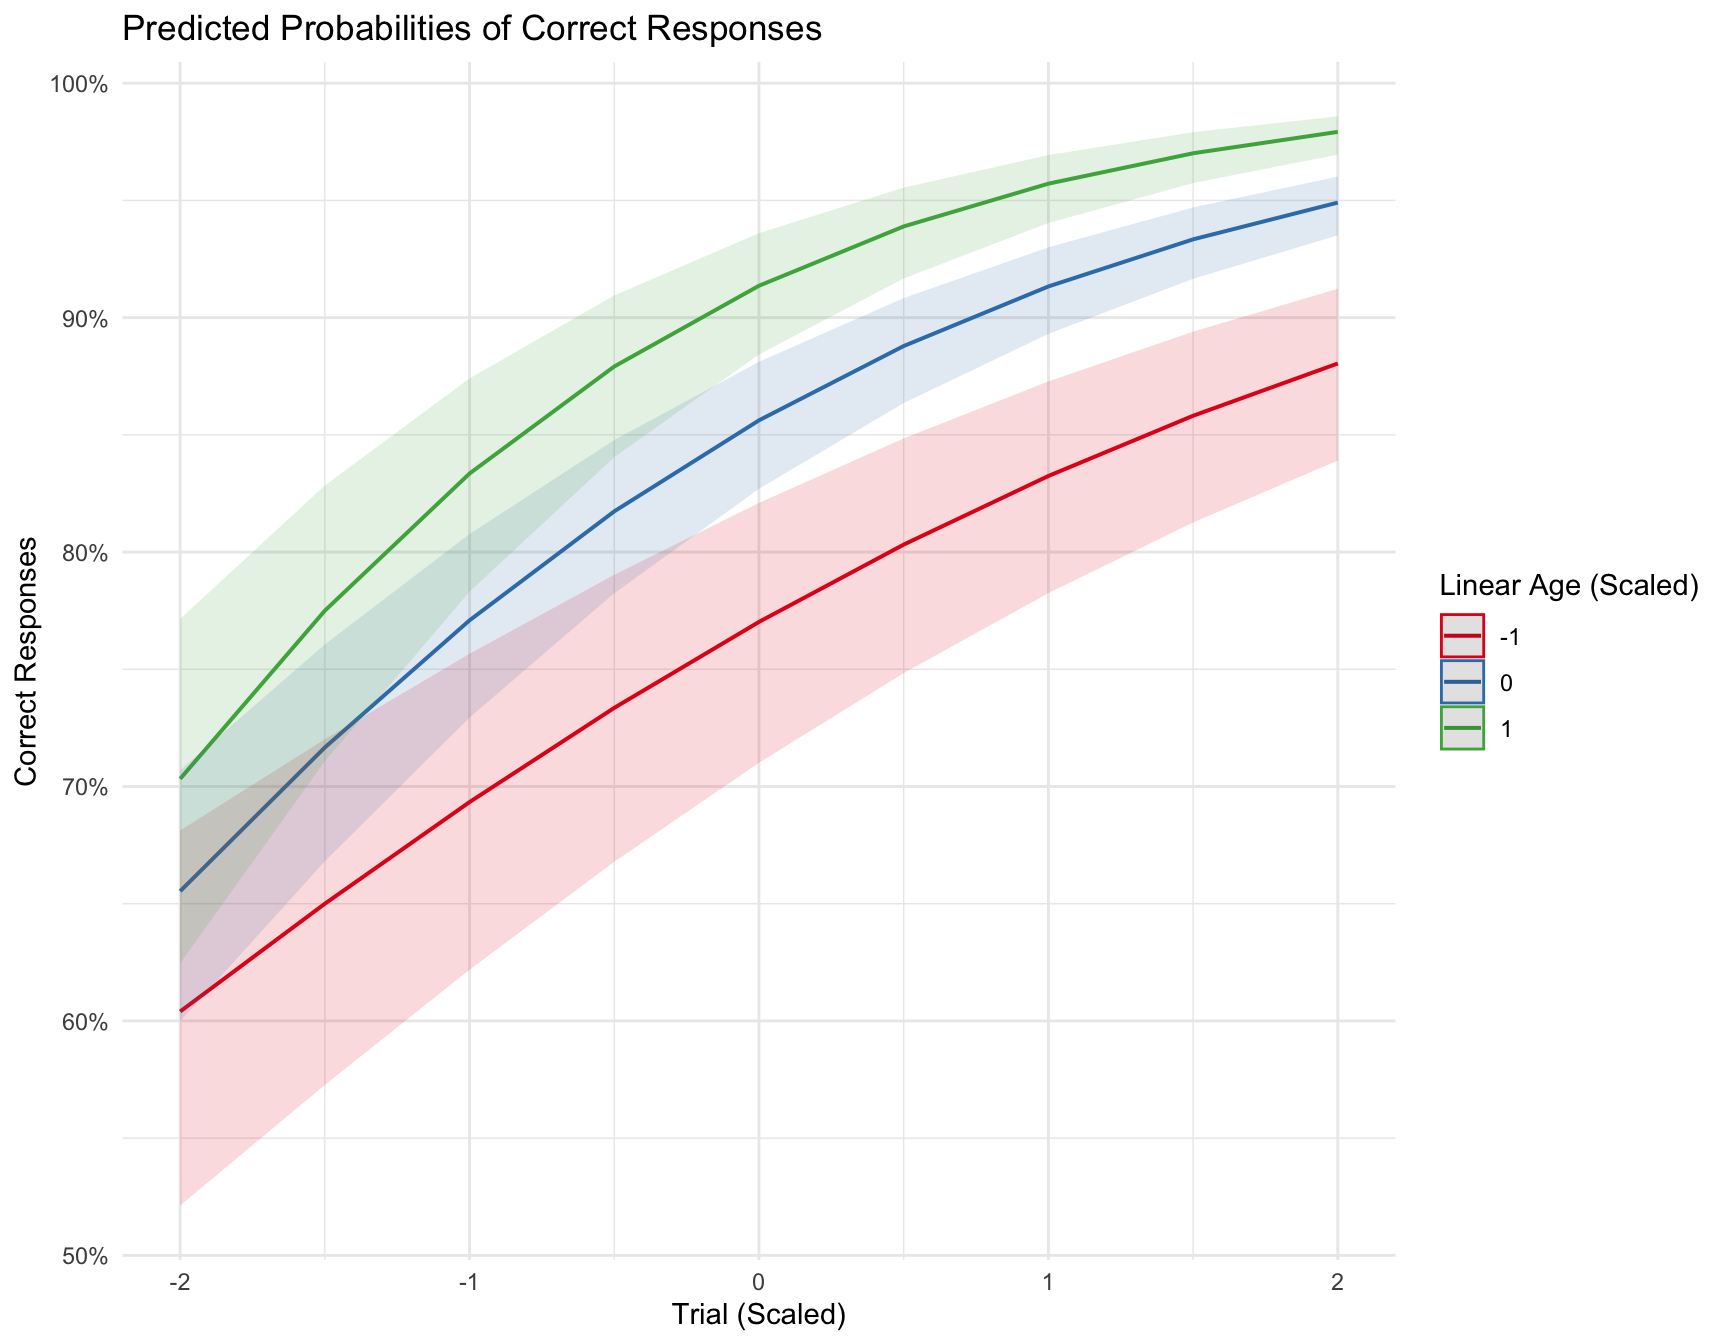 Predicted Probabilities of Correct Responses
100%
90%
80%
70%
60%
50%
Correct Responses
-2 -1 0 1 2
Trial (Scaled)
Linear Age (Scaled)
-1
0
1